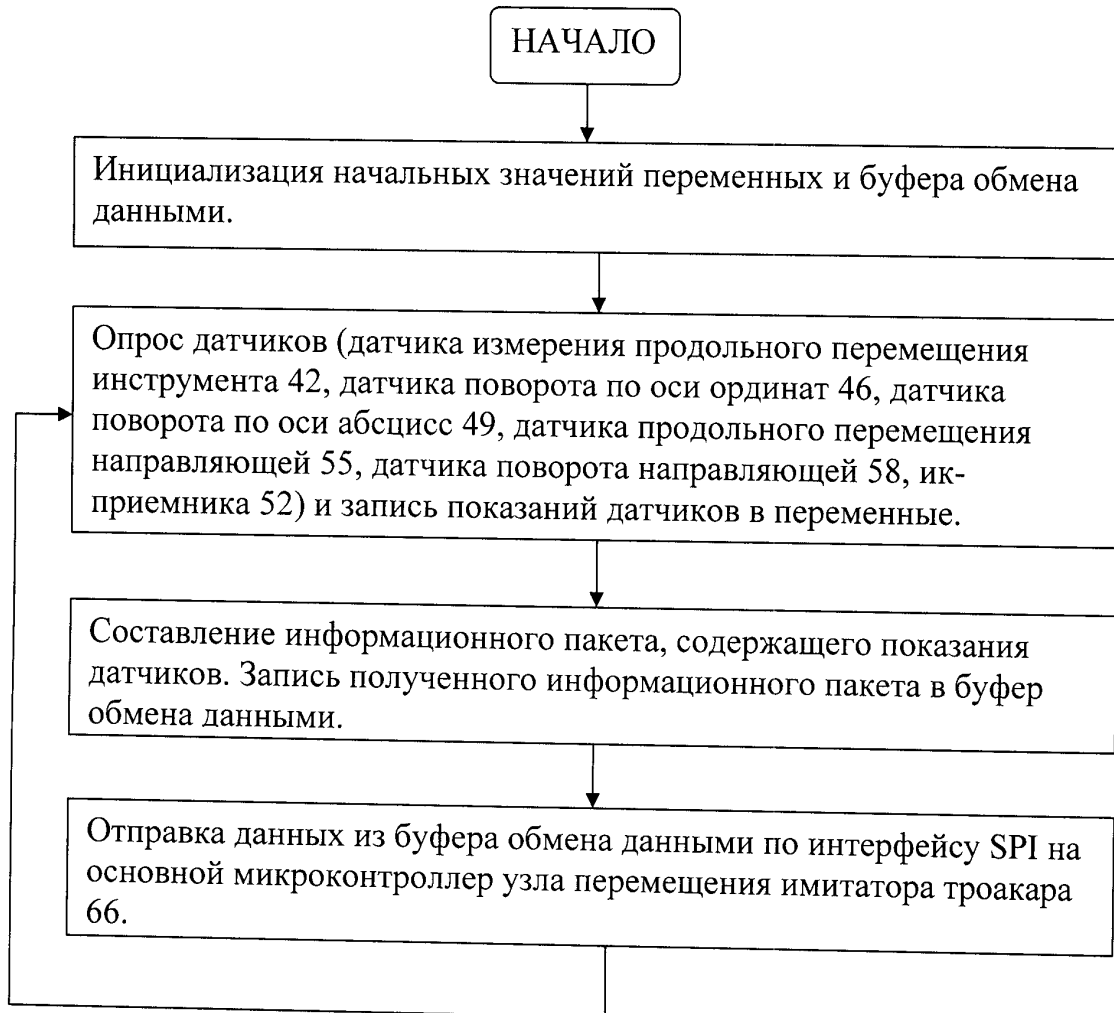 НАЧАЛО
Инициализация начальных значений переменных и буфера обмена
данными.
Опрос датчиков (датчика измерения продольного перемещения
инструмента 42, датчика поворота по оси ординат 46, датчика
поворота по оси абсцисс 49, датчика продольного перемещения
направляющей 55, датчика поворота направляющей 58, ик-
приемника 52) и запись показаний датчиков в переменные.
Составление информационного пакета, содержащего показания
датчиков. Запись полученного информационного пакета в буфер
обмена данными.
Отправка данных из буфера обмена данными по интерфейсу SPI на
основной микроконтроллер узла перемещения имитатора троакара
66.